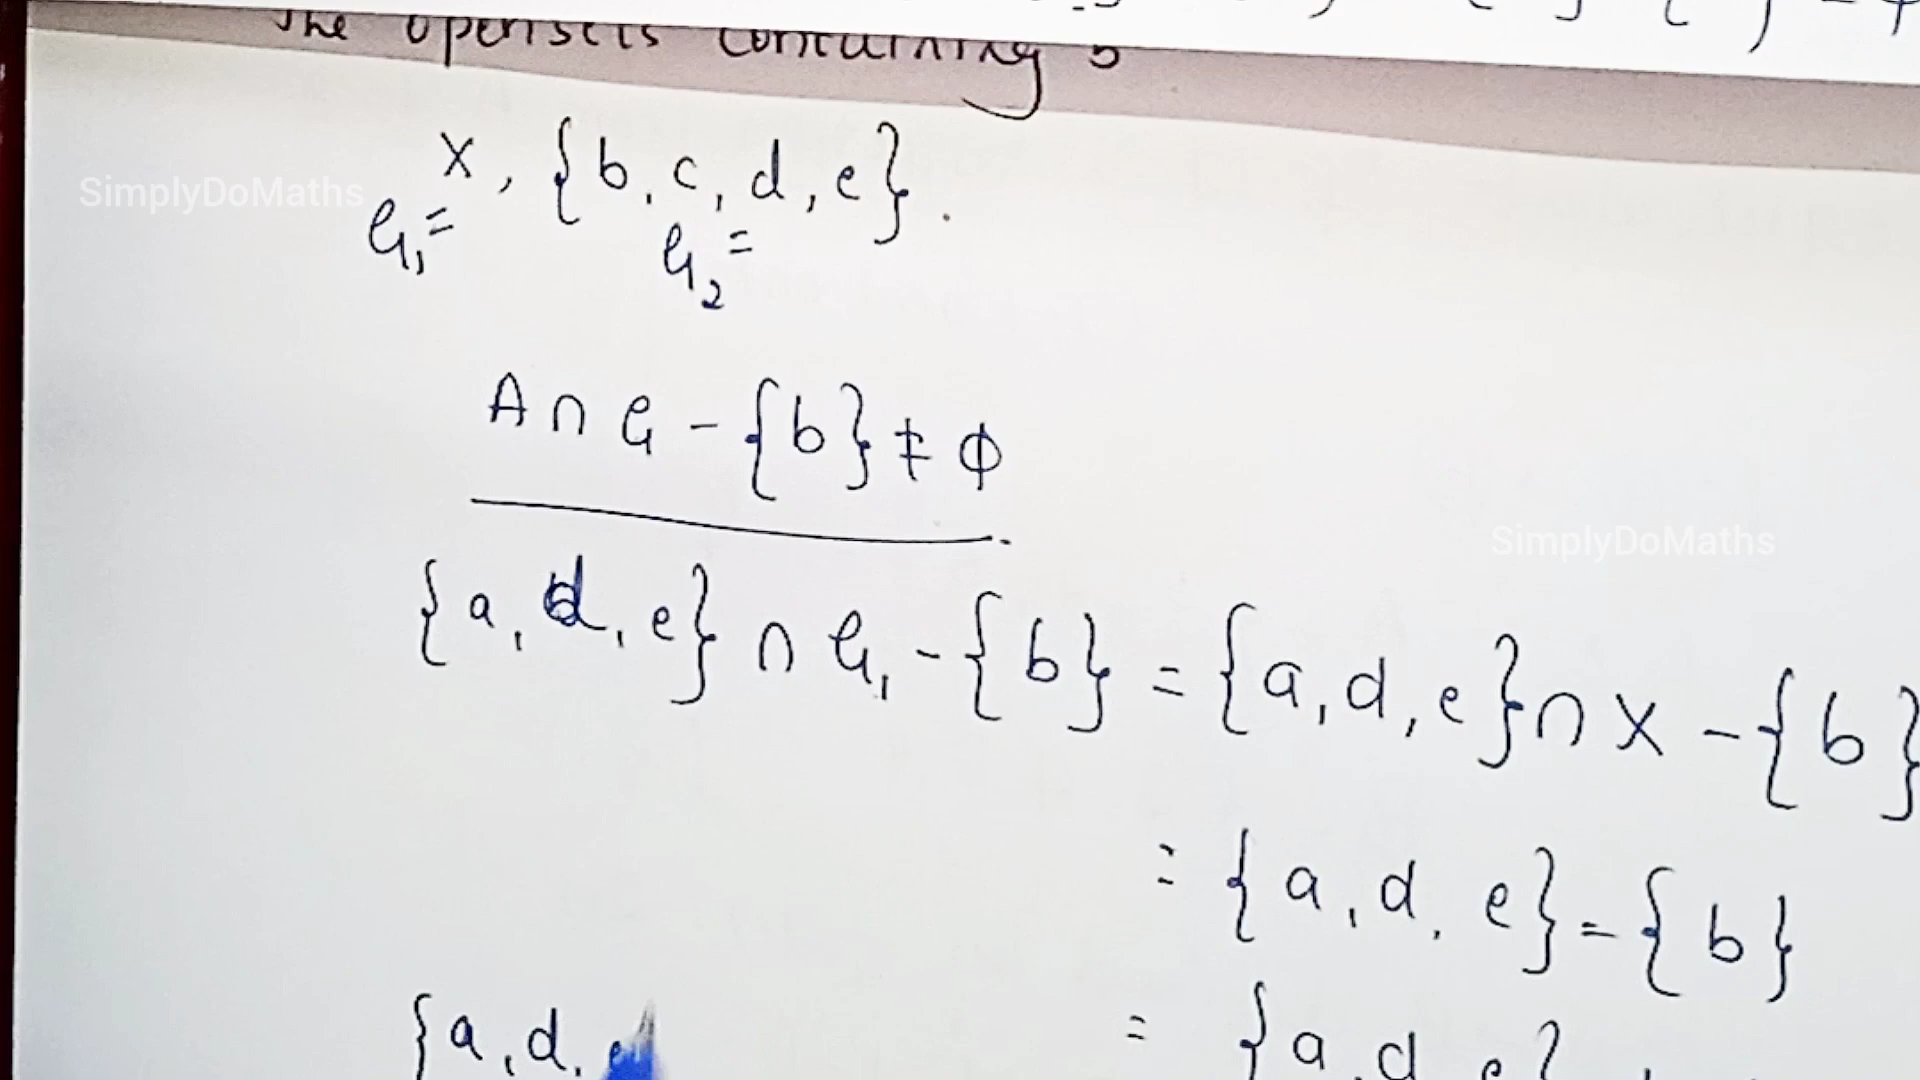 The opensets containing b
X, {b, c, d, e}.
G₁ = G₂ =
A ∩ G - {b} ≠ ϕ
{a, d, e} ∩ G₁ - {b} = {a, d, e} ∩ X - {b}
= {a, d, e} - {b}
= {a, d, e}
{a, d,
SimplyDoMaths
SimplyDoMaths